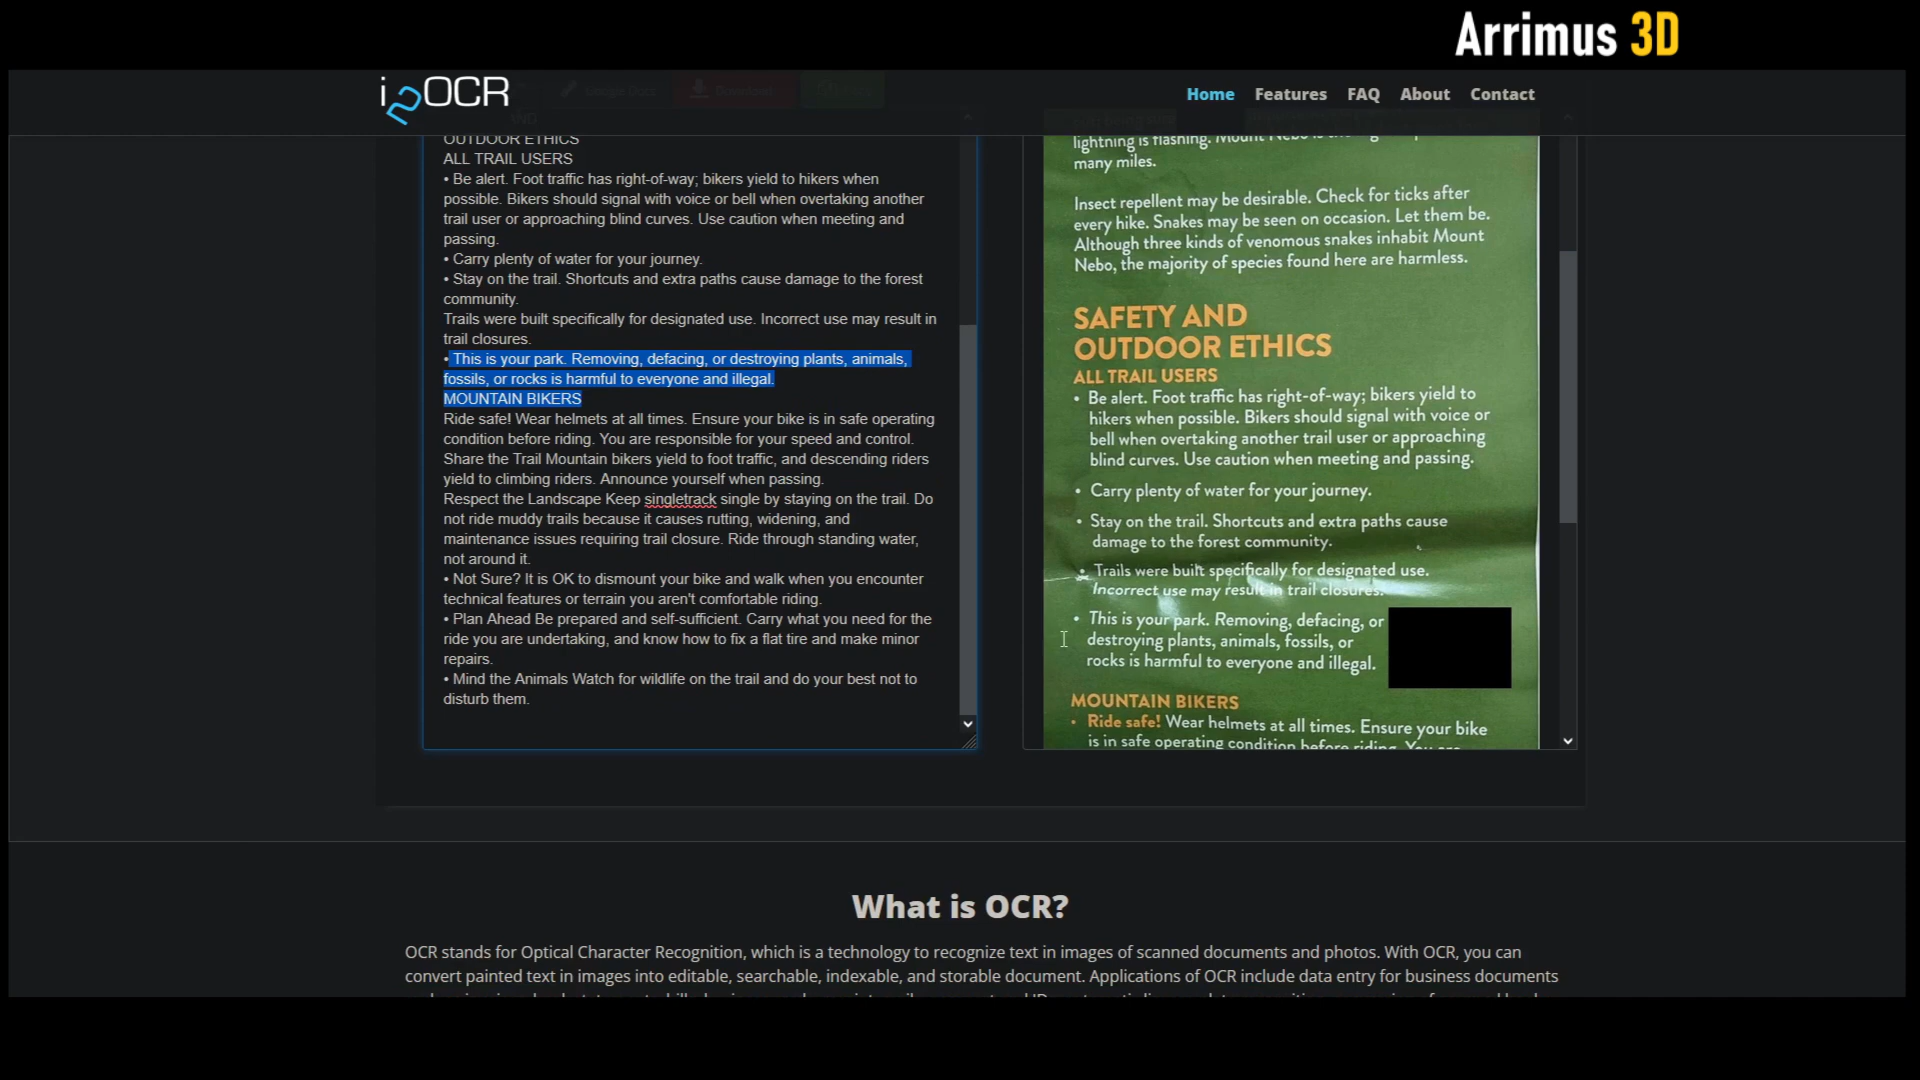 Arrimus 3D
i2OCR
Home Features FAQ About Contact
OUTDOOR ETHICS
ALL TRAIL USERS
• Be alert. Foot traffic has right-of-way; bikers yield to hikers when
possible. Bikers should signal with voice or bell when overtaking another
trail user or approaching blind curves. Use caution when meeting and
passing.
• Carry plenty of water for your journey.
• Stay on the trail. Shortcuts and extra paths cause damage to the forest
community.
Trails were built specifically for designated use. Incorrect use may result in
trail closures.
• This is your park. Removing, defacing, or destroying plants, animals,
fossils, or rocks is harmful to everyone and illegal.
MOUNTAIN BIKERS
Ride safe! Wear helmets at all times. Ensure your bike is in safe operating
condition before riding. You are responsible for your speed and control.
Share the Trail Mountain bikers yield to foot traffic, and descending riders
yield to climbing riders. Announce yourself when passing.
Respect the Landscape Keep singletrack single by staying on the trail. Do
not ride muddy trails because it causes rutting, widening, and
maintenance issues requiring trail closure. Ride through standing water,
not around it.
• Not Sure? It is OK to dismount your bike and walk when you encounter
technical features or terrain you aren't comfortable riding.
• Plan Ahead Be prepared and self-sufficient. Carry what you need for the
ride you are undertaking, and know how to fix a flat tire and make minor
repairs.
• Mind the Animals Watch for wildlife on the trail and do your best not to
disturb them.
lightning is flashing. Mount Nebo is
many miles.
Insect repellent may be desirable. Check for ticks after
every hike. Snakes may be seen on occasion. Let them be.
Although three kinds of venomous snakes inhabit Mount
Nebo, the majority of species found here are harmless.
SAFETY AND
OUTDOOR ETHICS
ALL TRAIL USERS
• Be alert. Foot traffic has right-of-way; bikers yield to
hikers when possible. Bikers should signal with voice or
bell when overtaking another trail user or approaching
blind curves. Use caution when meeting and passing.
• Carry plenty of water for your journey.
• Stay on the trail. Shortcuts and extra paths cause
damage to the forest community.
• Trails were built specifically for designated use.
Incorrect use may result in trail closures.
• This is your park. Removing, defacing, or
destroying plants, animals, fossils, or
rocks is harmful to everyone and illegal.
MOUNTAIN BIKERS
• Ride safe! Wear helmets at all times. Ensure your bike
is in safe operating condition before riding. You are
What is OCR?
OCR stands for Optical Character Recognition, which is a technology to recognize text in images of scanned documents and photos. With OCR, you can
convert painted text in images into editable, searchable, indexable, and storable document. Applications of OCR include data entry for business documents